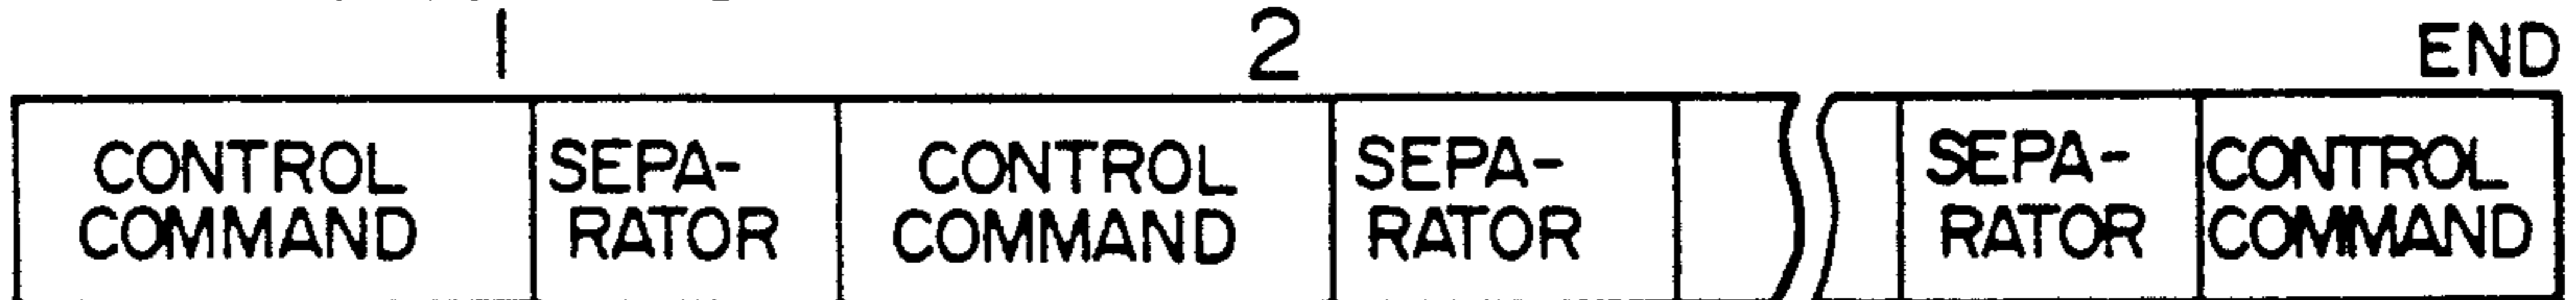 1 2 END
CONTROL SEPA- CONTROL SEPA- SEPA- CONTROL
COMMAND RATOR COMMAND RATOR RATOR COMMAND